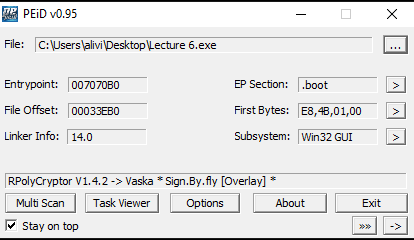 PEiD v0.95
File: C:\Users\alivi\Desktop\Lecture 6.exe ...
Entrypoint: 007070B0 EP Section: .boot >
File Offset: 00033EB0 First Bytes: E8,4B,01,00 >
Linker Info: 14.0 Subsystem: Win32 GUI >
RPolyCryptor V1.4.2 -> Vaska * Sign.By.fly [Overlay] *
Multi Scan Task Viewer Options About Exit
Stay on top »» ->